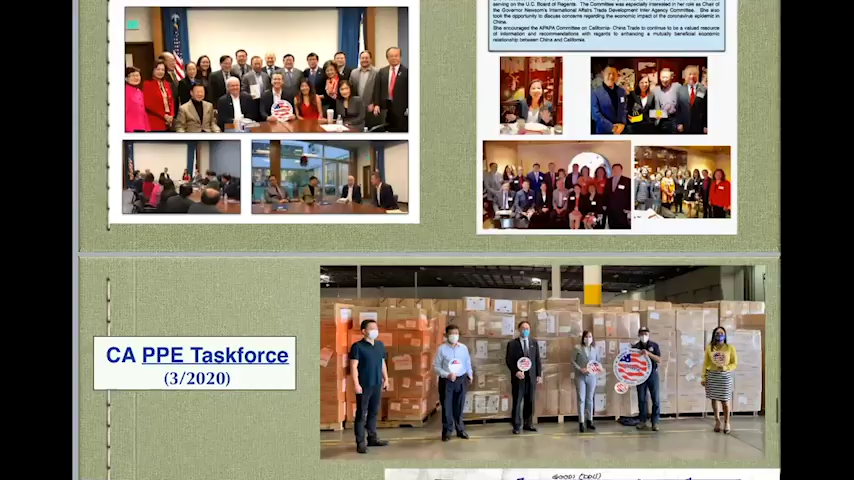 serving on the U.C. Board of Regents. The Committee was especially interested in her role as Chair of
the Governor Newsom's International Affairs Trade Development Inter Agency Committee. She also
took the opportunity to discuss concerns regarding the economic impact of the coronavirus epidemic in
China.
She encouraged the APAPA Committee on California- China Trade to continue to be a valued resource
of information and recommendations with regards to enhancing a mutually beneficial economic
relationship between China and California.
CA PPE Taskforce
(3/2020)